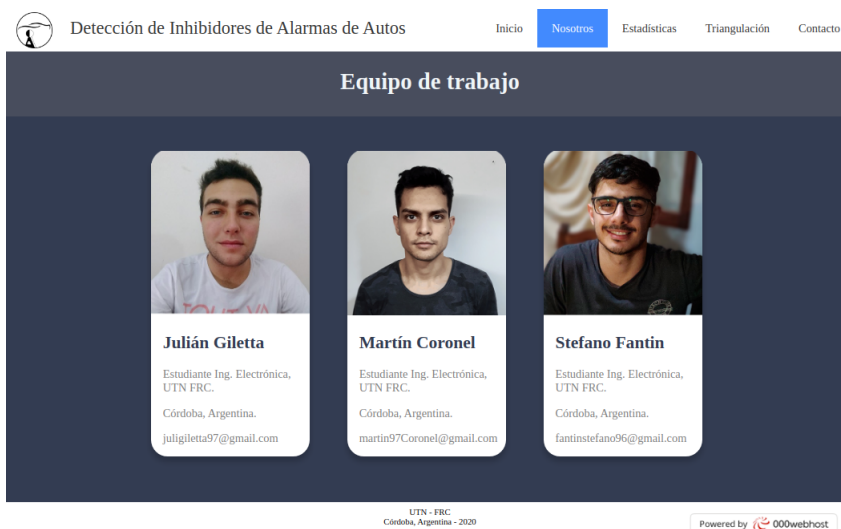 Detección de Inhibidores de Alarmas de Autos
Inicio
Nosotros
Estadísticas
Triangulación
Contacto
Equipo de trabajo
Julián Giletta
Estudiante Ing. Electrónica,
UTN FRC.
Córdoba, Argentina.
juligiletta97@gmail.com
Martín Coronel
Estudiante Ing. Electrónica,
UTN FRC.
Córdoba, Argentina.
martin97Coronel@gmail.com
Stefano Fantin
Estudiante Ing. Electrónica,
UTN FRC.
Córdoba, Argentina.
fantinstefano96@gmail.com
UTN - FRC
Córdoba, Argentina - 2020
Powered by 000webhost